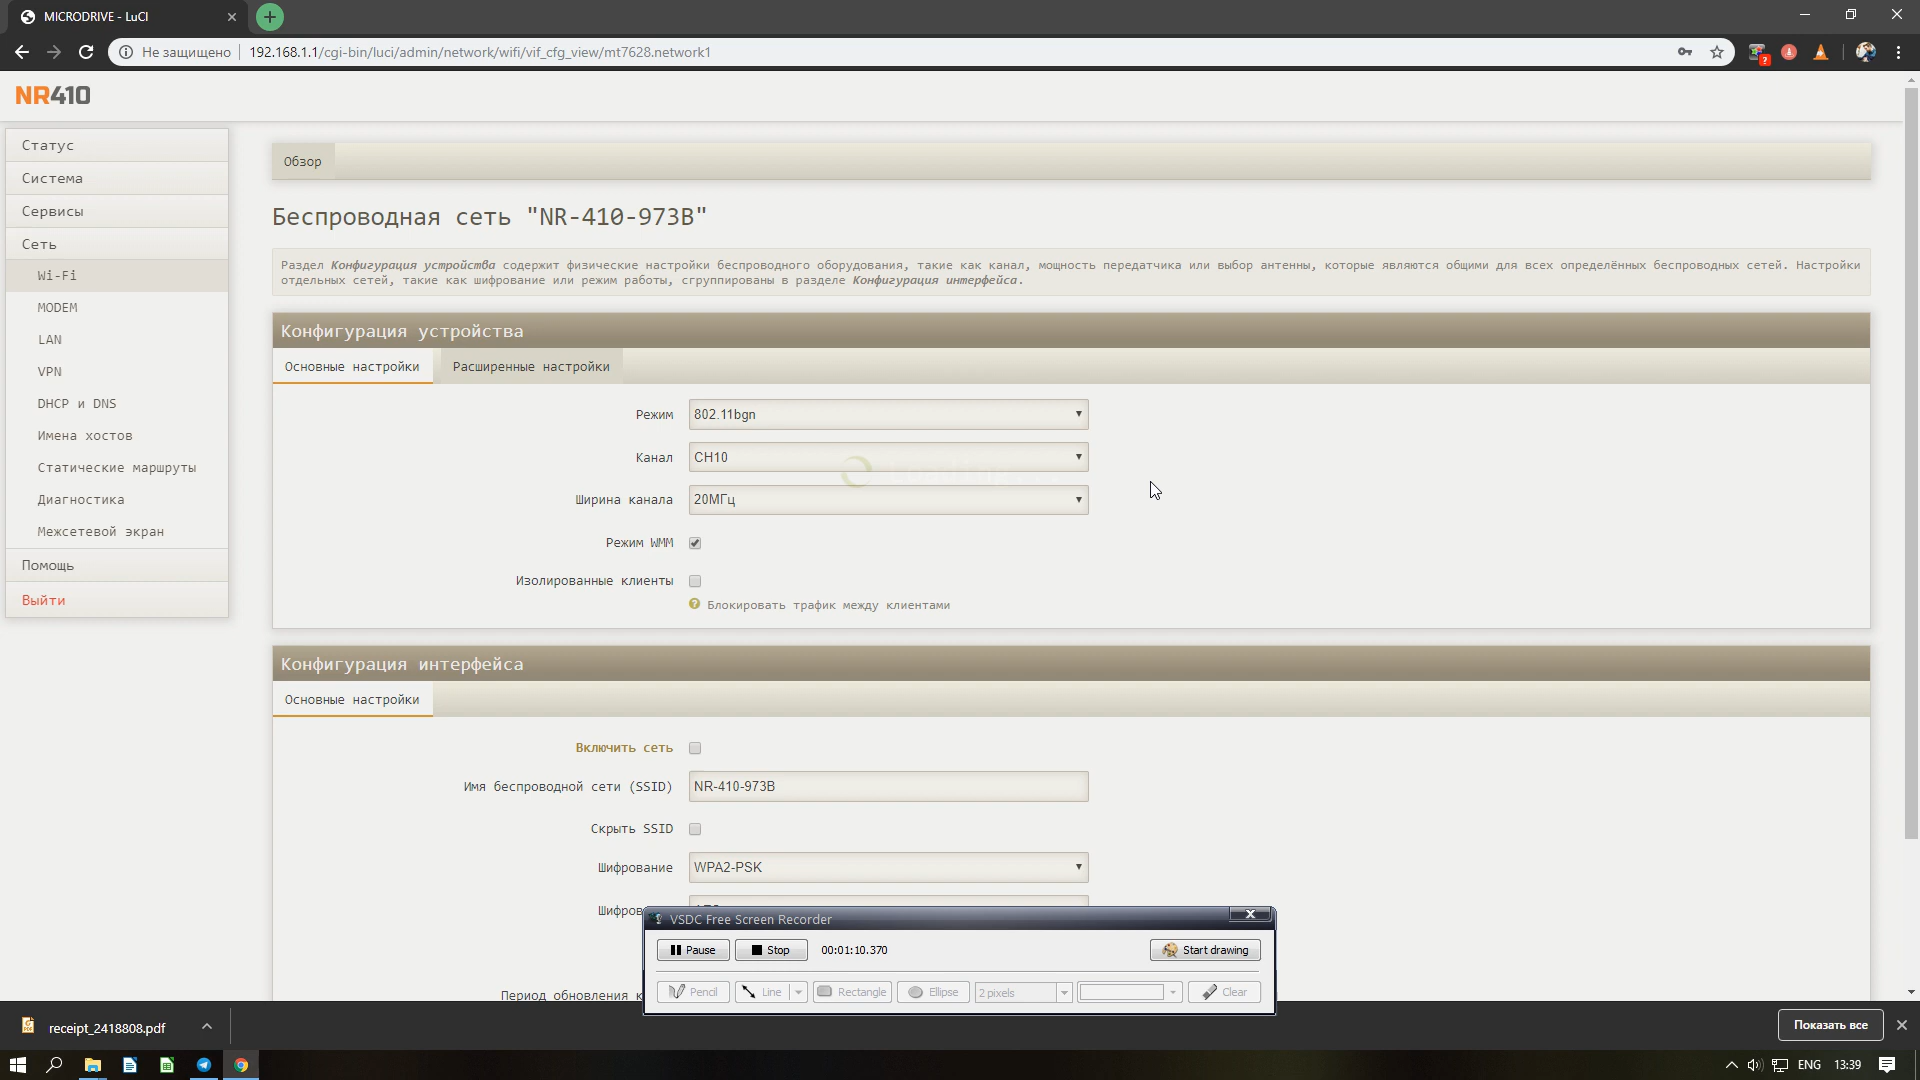 MICRODRIVE - LuCI
Не защищено
192.168.1.1/cgi-bin/luci/admin/network/wifi/vif_cfg_view/mt7628.network1
NR410
Статус
Система
Сервисы
Сеть
Wi-Fi
MODEM
LAN
VPN
DHCP и DNS
Имена хостов
Статические маршруты
Диагностика
Межсетевой экран
Помощь
Выйти
Обзор
Беспроводная сеть "NR-410-973B"
Раздел Конфигурация устройства содержит физические настройки беспроводного оборудования, такие как канал, мощность передатчика или выбор антенны, которые являются общими для всех определённых беспроводных сетей. Настройки
отдельных сетей, такие как шифрование или режим работы, сгруппированы в разделе Конфигурация интерфейса.
Конфигурация устройства
Основные настройки
Расширенные настройки
Режим 802.11bgn
Канал CH10
Ширина канала 20МГц
Режим WMM
Изолированные клиенты
Блокировать трафик между клиентами
Конфигурация интерфейса
Основные настройки
Включить сеть
Имя беспроводной сети (SSID) NR-410-973B
Скрыть SSID
Шифрование WPA2-PSK
Шифров
VSDC Free Screen Recorder
Pause
Stop
00:01:10.370
Start drawing
Pencil
Line
Rectangle
Ellipse
2 pixels
Clear
Период обновления к
receipt_2418808.pdf
Показать все
ENG
13:39